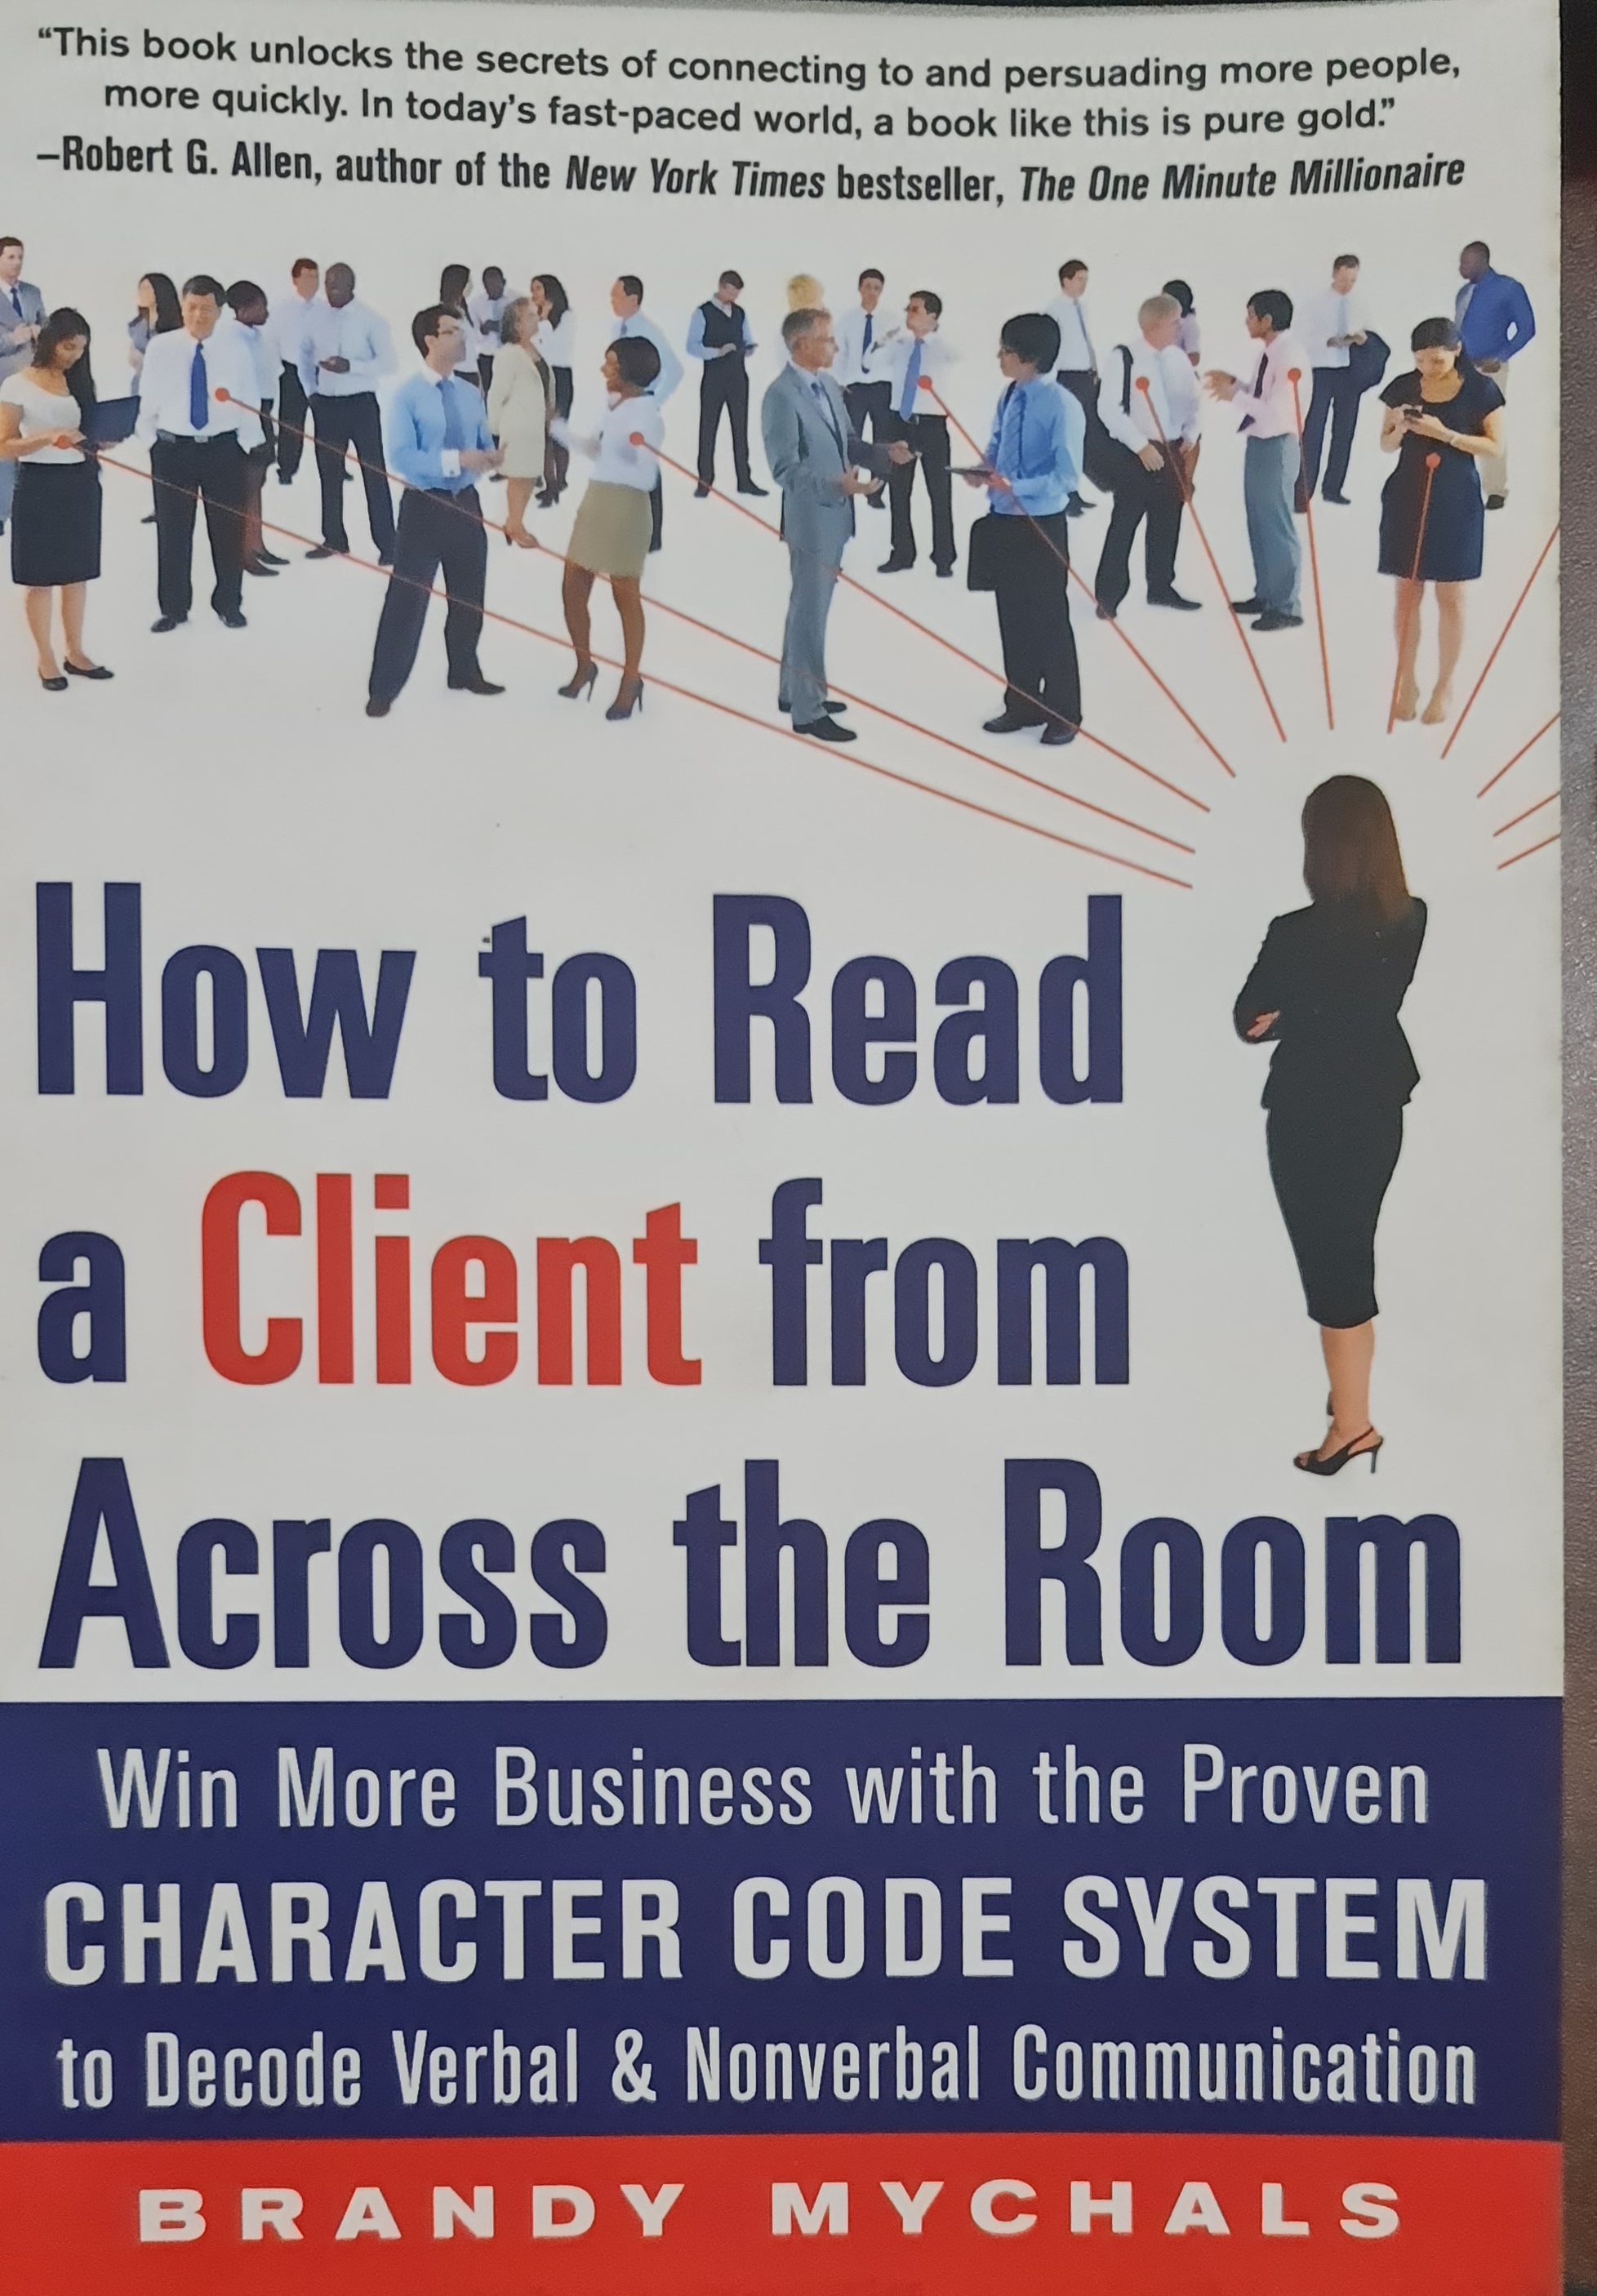 “This book unlocks the secrets of connecting to and persuading more people,
more quickly. In today’s fast-paced world, a book like this is pure gold.”
–Robert G. Allen, author of the New York Times bestseller, The One Minute Millionaire
How to Read
a Client from
Across the Room
Win More Business with the Proven
CHARACTER CODE SYSTEM
to Decode Verbal & Nonverbal Communication
BRANDY MYCHALS